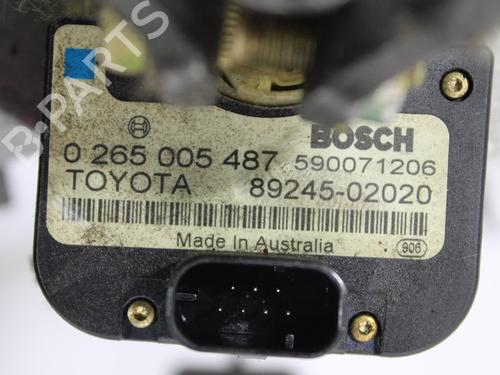 B-PARTS
BOSCH
0 265 005 487 590071206
TOYOTA 89245-02020
Made In Australia
906